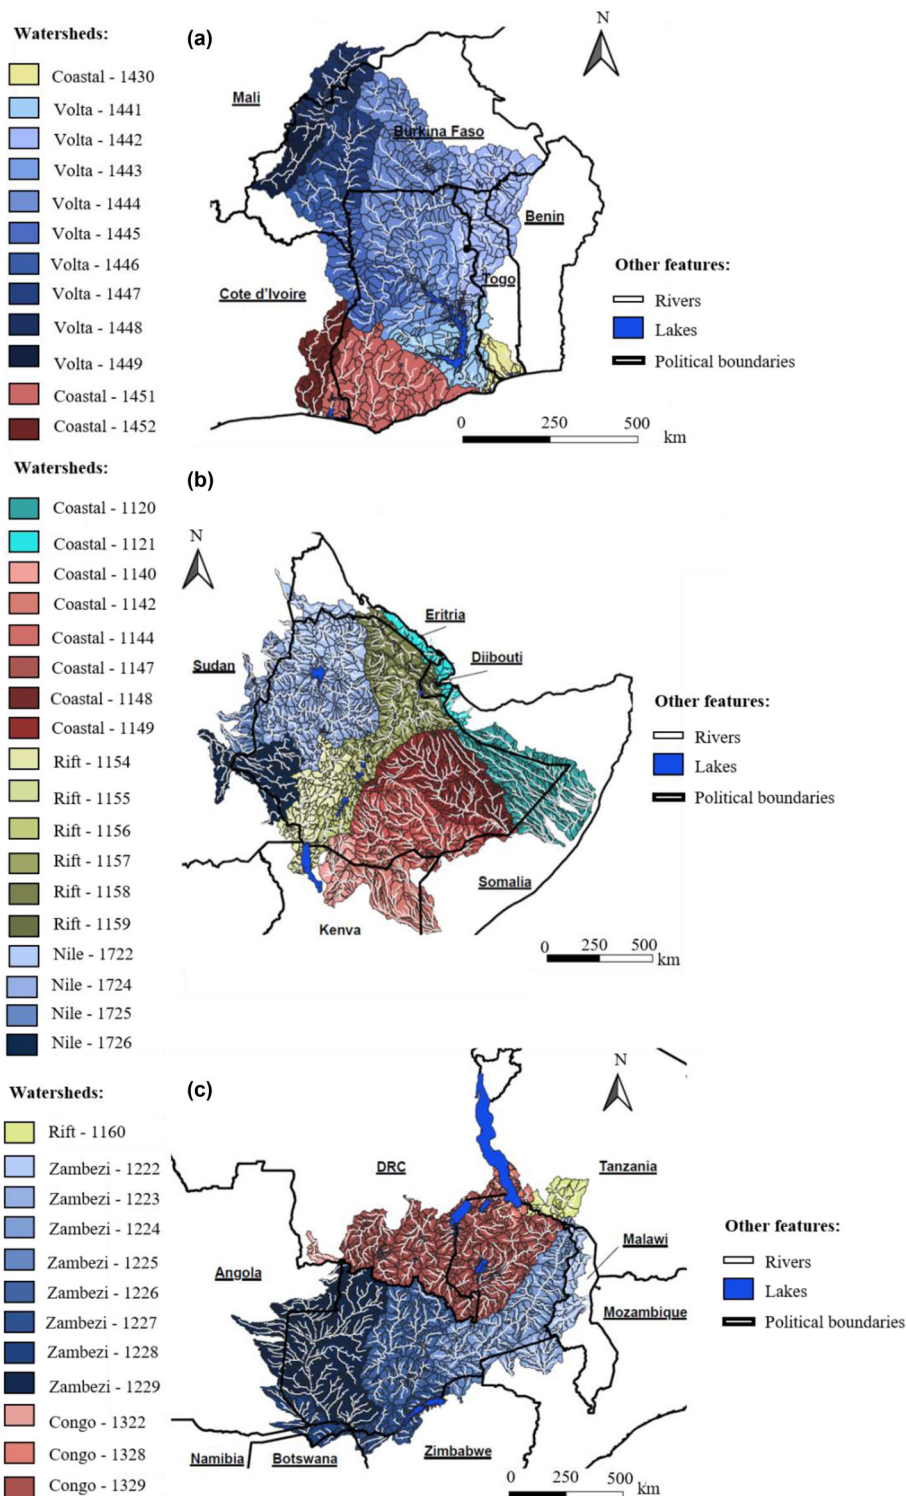 Watersheds:
(a)
N
Coastal - 1430
Volta - 1441
Volta - 1442
Volta - 1443
Volta - 1444
Volta - 1445
Volta - 1446
Volta - 1447
Volta - 1448
Volta - 1449
Coastal - 1451
Coastal - 1452
Mali
Burkina Faso
Benin
Togo
Cote d'Ivoire
Other features:
Rivers
Lakes
Political boundaries
0 250 500
km
Watersheds:
(b)
N
Coastal - 1120
Coastal - 1121
Coastal - 1140
Coastal - 1142
Coastal - 1144
Coastal - 1147
Coastal - 1148
Coastal - 1149
Rift - 1154
Rift - 1155
Rift - 1156
Rift - 1157
Rift - 1158
Rift - 1159
Nile - 1722
Nile - 1724
Nile - 1725
Nile - 1726
Eritria
Diibouti
Sudan
Somalia
Kenva
Other features:
Rivers
Lakes
Political boundaries
0 250 500
km
Watersheds:
(c)
N
Rift - 1160
Zambezi - 1222
Zambezi - 1223
Zambezi - 1224
Zambezi - 1225
Zambezi - 1226
Zambezi - 1227
Zambezi - 1228
Zambezi - 1229
Congo - 1322
Congo - 1328
Congo - 1329
DRC
Tanzania
Malawi
Angola
Mozambique
Namibia
Botswana
Zimbabwe
Other features:
Rivers
Lakes
Political boundaries
0 250 500
km